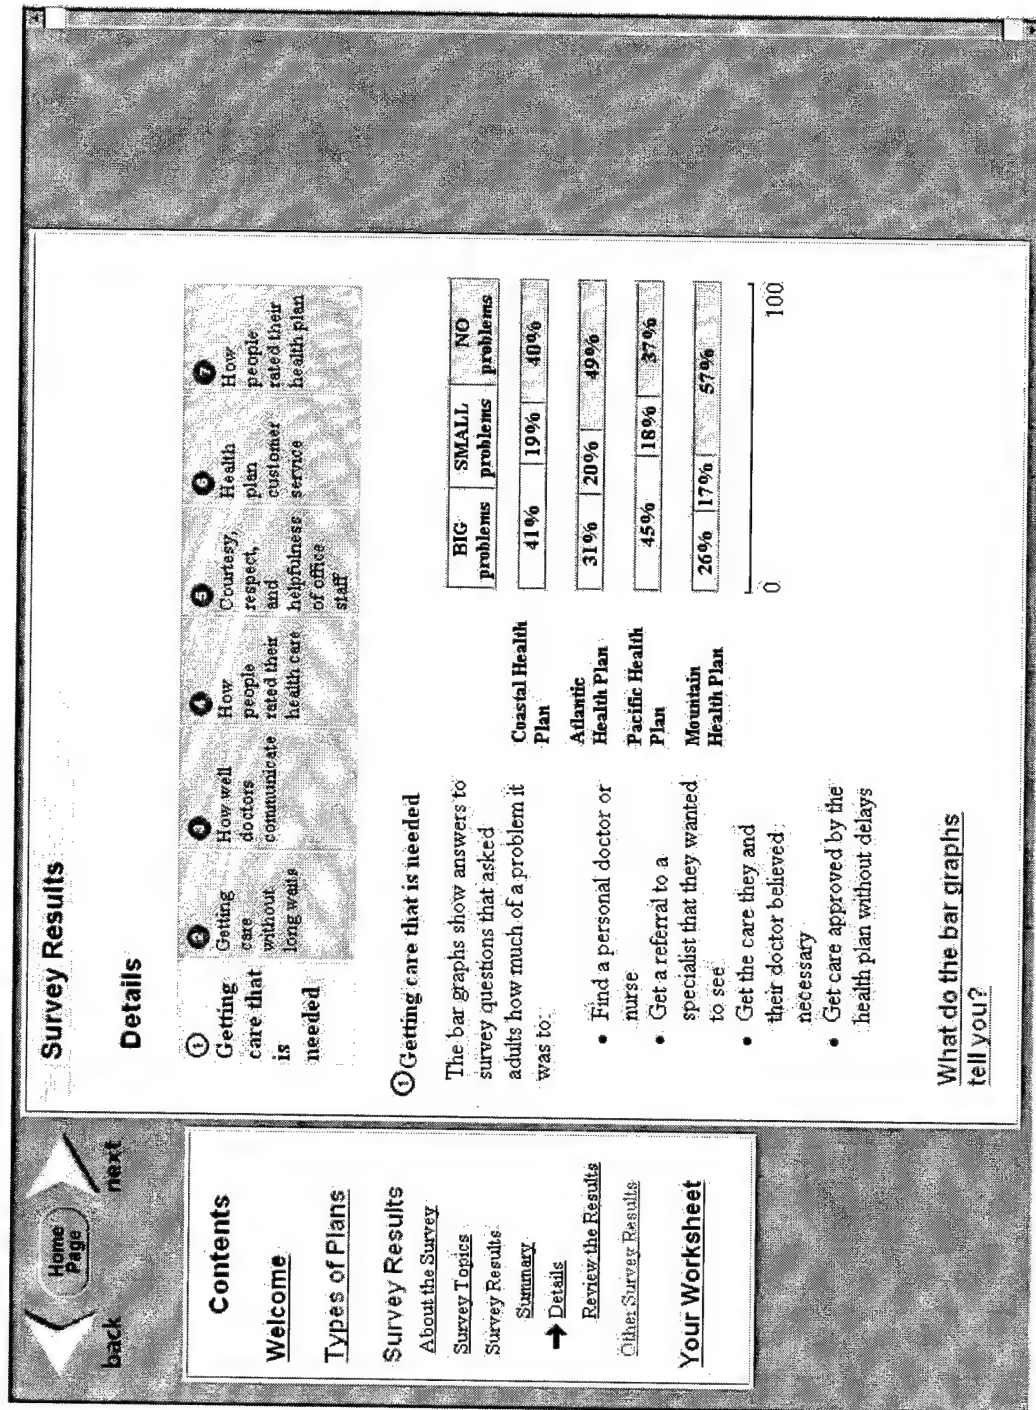 back
Home
Page
next
Contents
Welcome
Types of Plans
Survey Results
About the Survey
Survey Topics
Survey Results
Summary
➔ Details
Review the Results
Other Survey Results
Your Worksheet
Survey Results
Details
1
Getting
care that
is
needed
2
Getting
care
without
long waits
3
How well
doctors
communicate
4
How
people
rated their
health care
5
Courtesy,
respect,
and
helpfulness
of office
staff
6
Health
plan
customer
service
7
How
people
rated their
health plan
① Getting care that is needed
The bar graphs show answers to
survey questions that asked
adults how much of a problem it
was to:
• Find a personal doctor or
nurse
• Get a referral to a
specialist that they wanted
to see
• Get the care they and
their doctor believed
necessary
• Get care approved by the
health plan without delays
What do the bar graphs
tell you?
BIG problems SMALL problems NO problems
Coastal Health
Plan
41% 19% 40%
Atlantic
Health Plan
31% 20% 49%
Pacific Health
Plan
45% 18% 37%
Mountain
Health Plan
26% 17% 57%
0 100